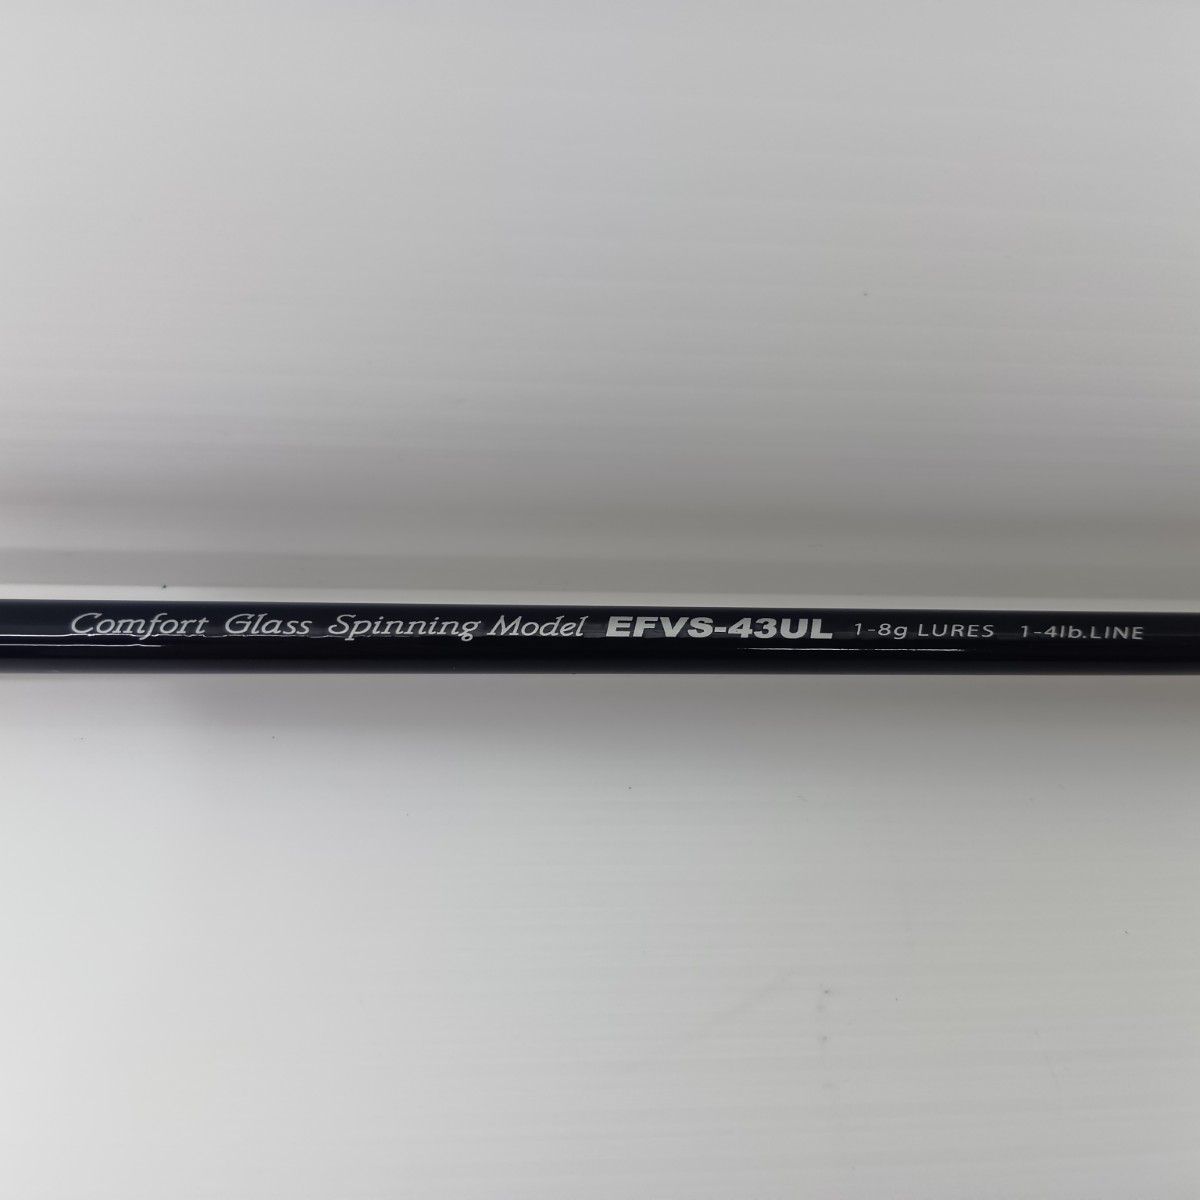 Comfort Glass Spinning Model EFVS-43UL 1-8g LURES 1-4lb.LINE